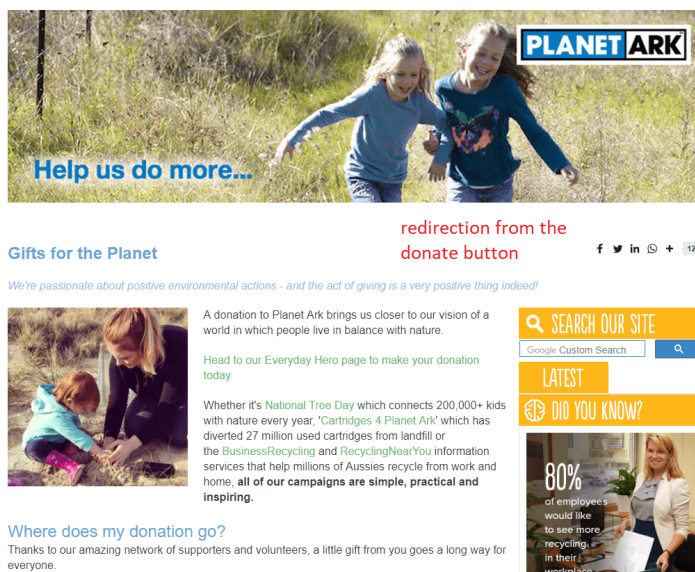 PLANET ARK
Help us do more...
redirection from the
donate button
Gifts for the Planet
12
We're passionate about positive environmental actions - and the act of giving is a very positive thing indeed!
A donation to Planet Ark brings us closer to our vision of a
world in which people live in balance with nature.
Head to our Everyday Hero page to make your donation
today.
Whether it's National Tree Day which connects 200,000+ kids
with nature every year, 'Cartridges 4 Planet Ark' which has
diverted 27 million used cartridges from landfill or
the BusinessRecycling and RecyclingNearYou information
services that help millions of Aussies recycle from work and
home, all of our campaigns are simple, practical and
inspiring.
SEARCH OUR SITE
Google Custom Search
LATEST
DID YOU KNOW?
80%
of employees
would like
to see more
recycling
in their
workplace
Where does my donation go?
Thanks to our amazing network of supporters and volunteers, a little gift from you goes a long way for
everyone.